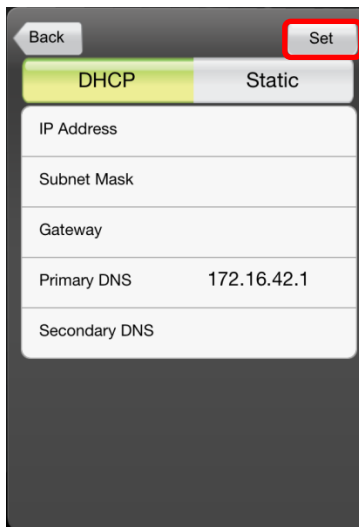 Back Set
DHCP Static
IP Address
Subnet Mask
Gateway
Primary DNS 172.16.42.1
Secondary DNS